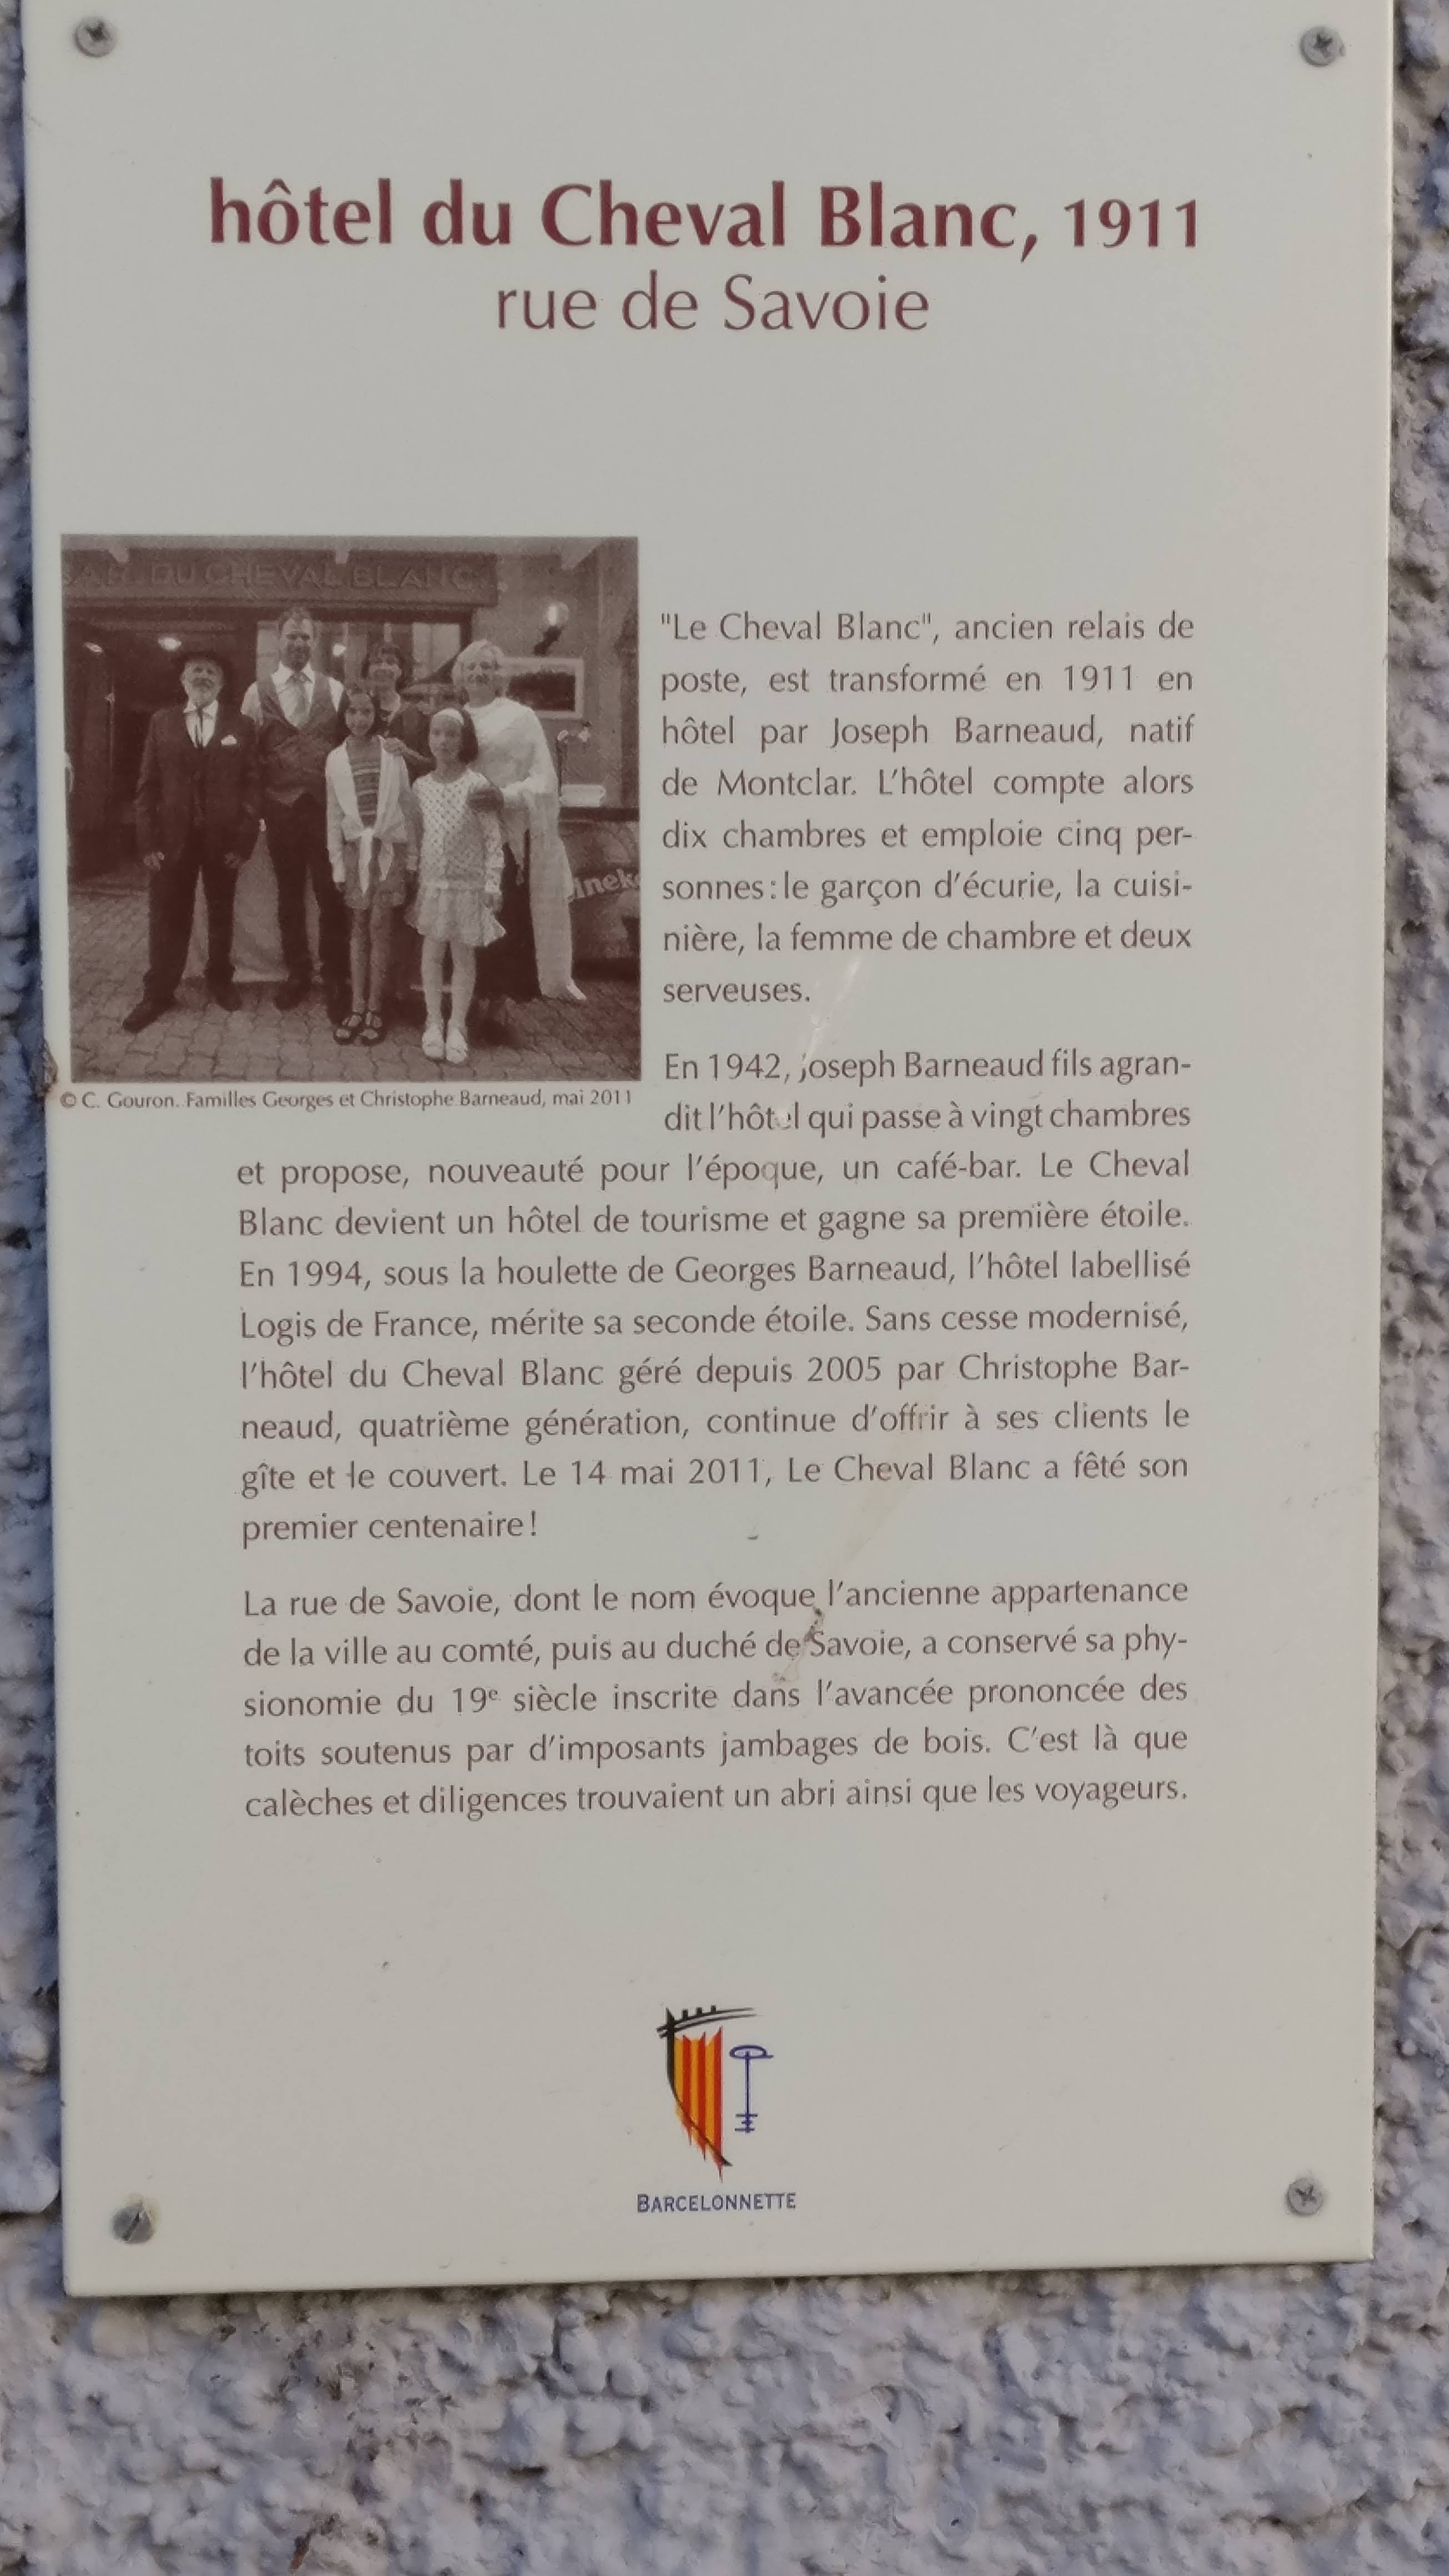 hôtel du Cheval Blanc, 1911
rue de Savoie
BAR DU CHEVAL BLANC
"Le Cheval Blanc", ancien relais de
poste, est transformé en 1911 en
hôtel par Joseph Barneaud, natif
de Montclar. L'hôtel compte alors
dix chambres et emploie cinq per-
sonnes : le garçon d'écurie, la cuisi-
nière, la femme de chambre et deux
serveuses.
ineke
© C. Gouron. Familles Georges et Christophe Barneaud, mai 2011
En 1942, Joseph Barneaud fils agran-
dit l'hôtel qui passe à vingt chambres
et propose, nouveauté pour l'époque, un café-bar. Le Cheval
Blanc devient un hôtel de tourisme et gagne sa première étoile.
En 1994, sous la houlette de Georges Barneaud, l'hôtel labellisé
Logis de France, mérite sa seconde étoile. Sans cesse modernisé,
l'hôtel du Cheval Blanc géré depuis 2005 par Christophe Bar-
neaud, quatrième génération, continue d'offrir à ses clients le
gîte et le couvert. Le 14 mai 2011, Le Cheval Blanc a fêté son
premier centenaire !
La rue de Savoie, dont le nom évoque l'ancienne appartenance
de la ville au comté, puis au duché de Savoie, a conservé sa phy-
sionomie du 19e siècle inscrite dans l'avancée prononcée des
toits soutenus par d'imposants jambages de bois. C'est là que
calèches et diligences trouvaient un abri ainsi que les voyageurs.
BARCELONNETTE